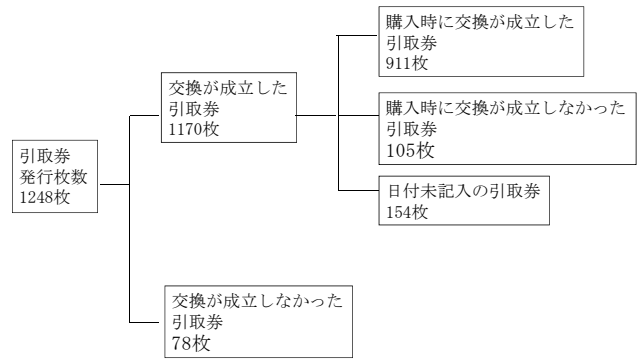 引取券
発行枚数
1248枚
交換が成立した
引取券
1170枚
購入時に交換が成立した
引取券
911枚
購入時に交換が成立しなかった
引取券
105枚
日付未記入の引取券
154枚
交換が成立しなかった
引取券
78枚